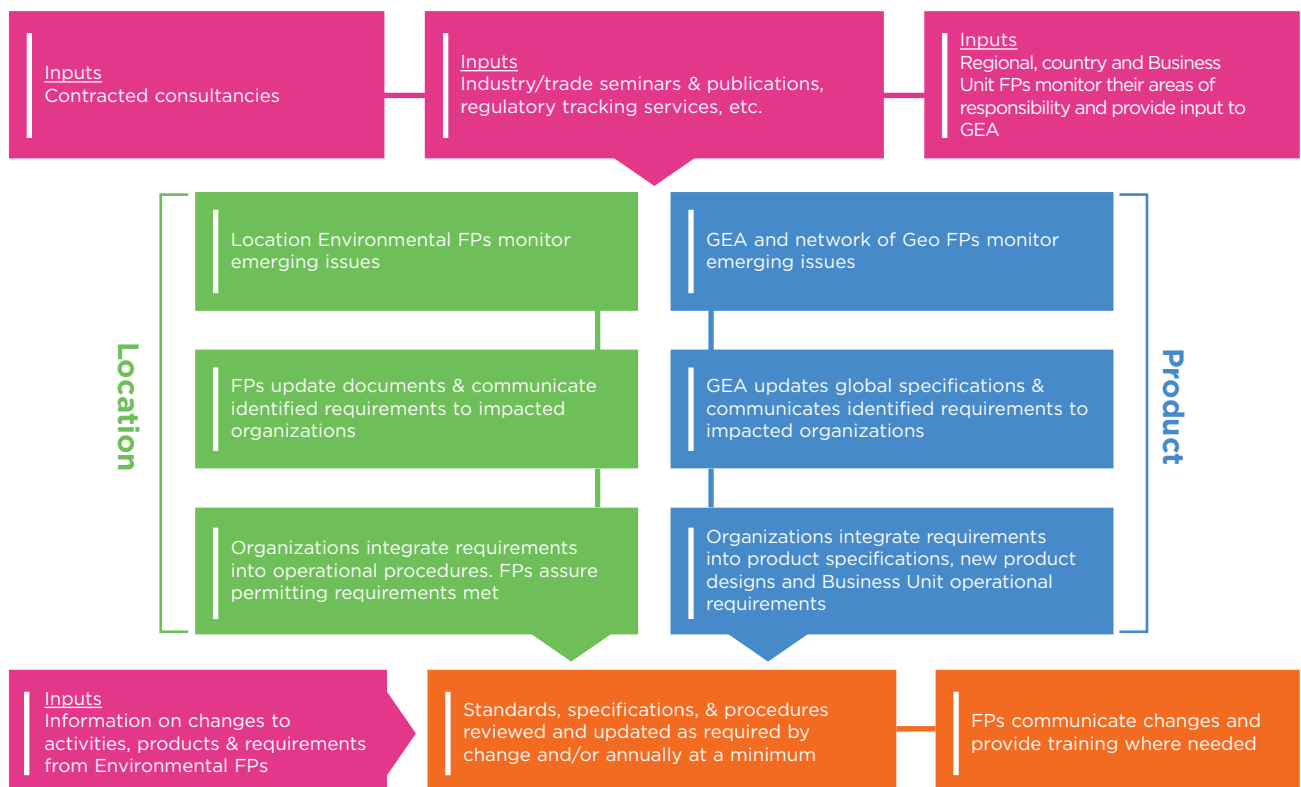 Inputs
Contracted consultancies
Inputs
Industry/trade seminars & publications,
regulatory tracking services, etc.
Inputs
Regional, country and Business
Unit FPs monitor their areas of
responsibility and provide input to
GEA
Location
Location Environmental FPs monitor
emerging issues
FPs update documents & communicate
identified requirements to impacted
organizations
Organizations integrate requirements
into operational procedures. FPs assure
permitting requirements met
GEA and network of Geo FPs monitor
emerging issues
GEA updates global specifications &
communicates identified requirements to
impacted organizations
Organizations integrate requirements
into product specifications, new product
designs and Business Unit operational
requirements
Product
Inputs
Information on changes to
activities, products & requirements
from Environmental FPs
Standards, specifications, & procedures
reviewed and updated as required by
change and/or annually at a minimum
FPs communicate changes and
provide training where needed